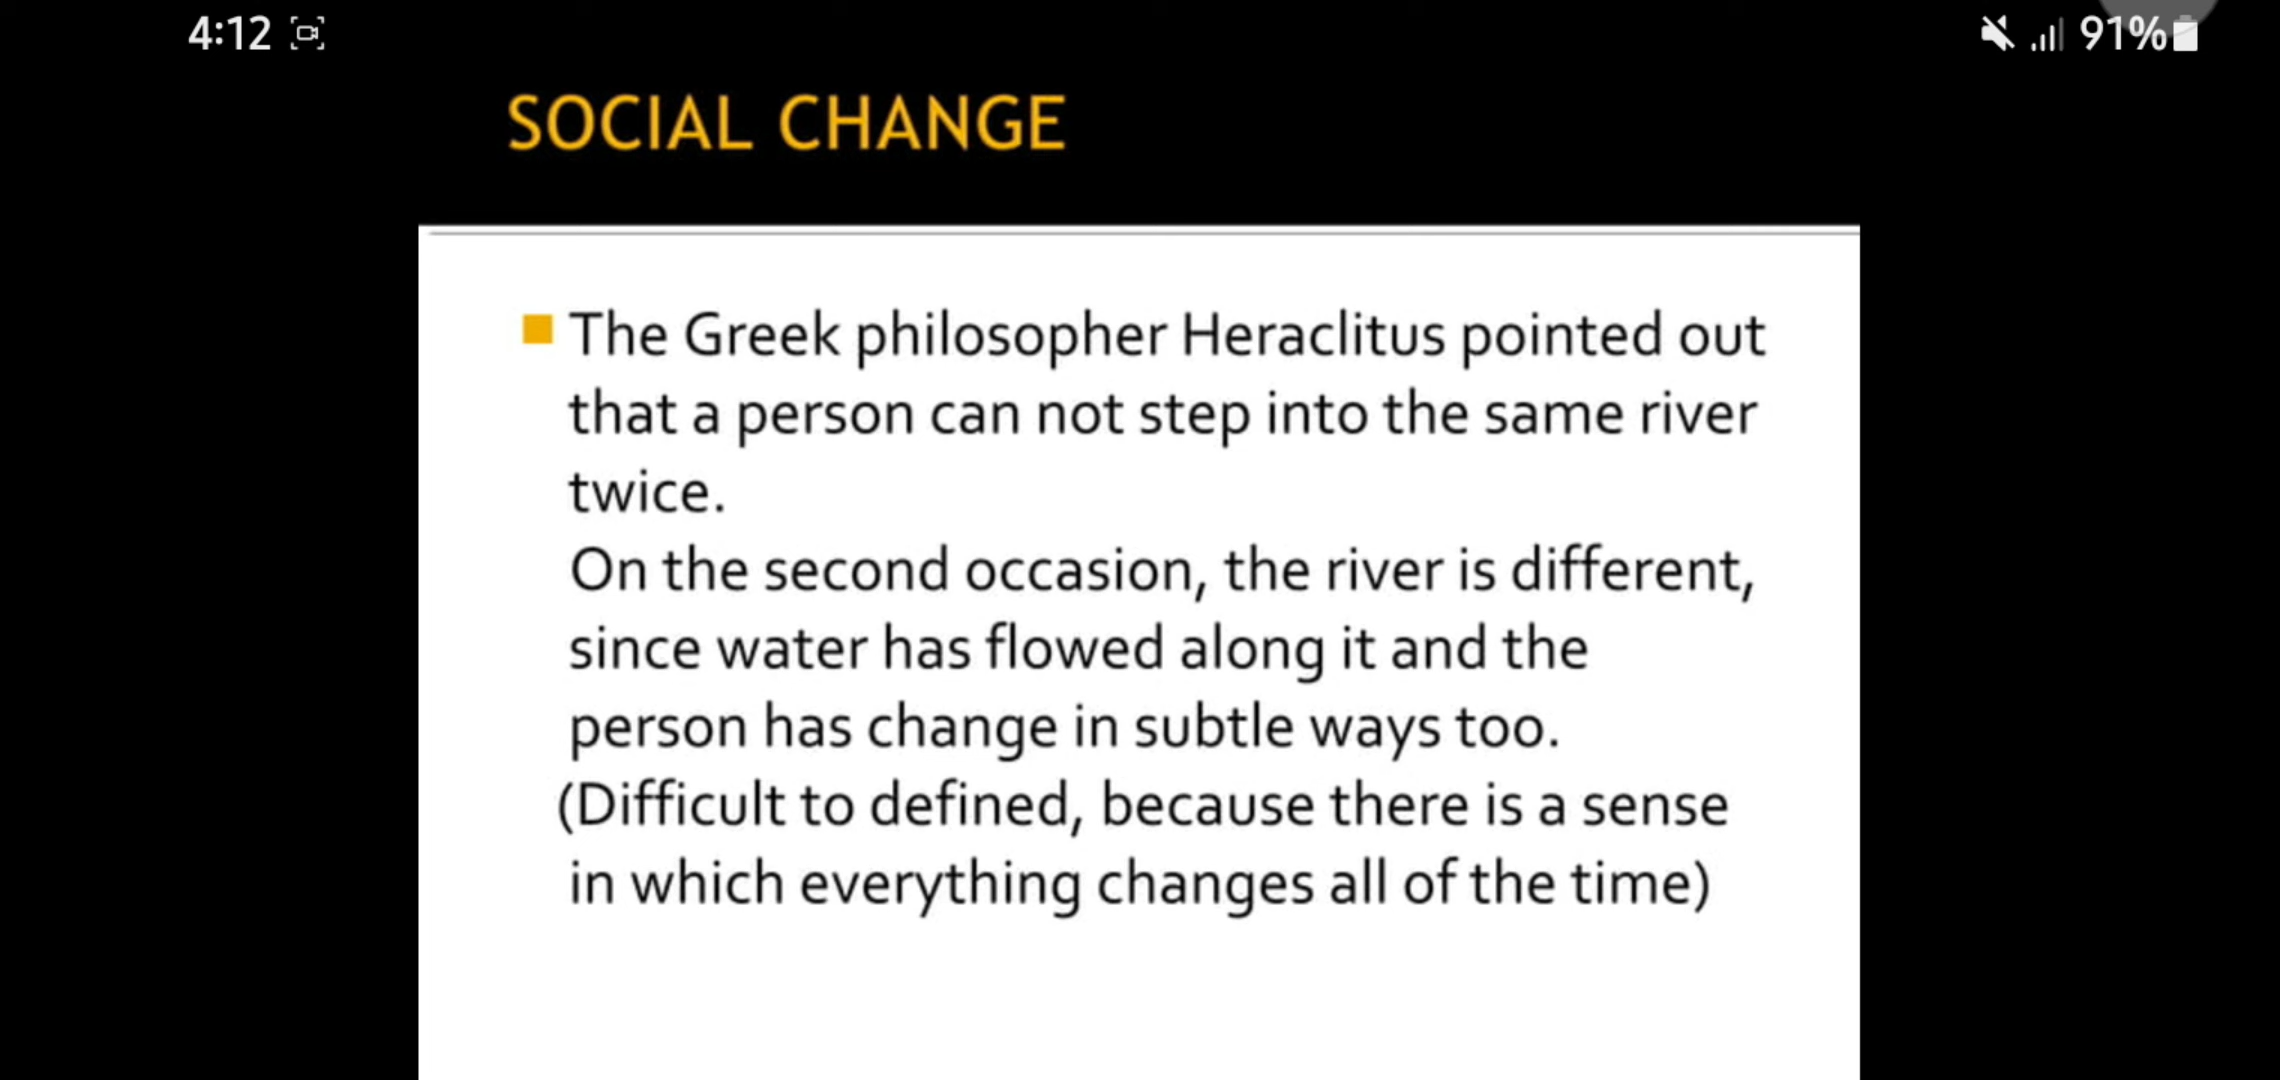 4:12
91%
SOCIAL CHANGE
The Greek philosopher Heraclitus pointed out
that a person can not step into the same river
twice.
On the second occasion, the river is different,
since water has flowed along it and the
person has change in subtle ways too.
(Difficult to defined, because there is a sense
in which everything changes all of the time)